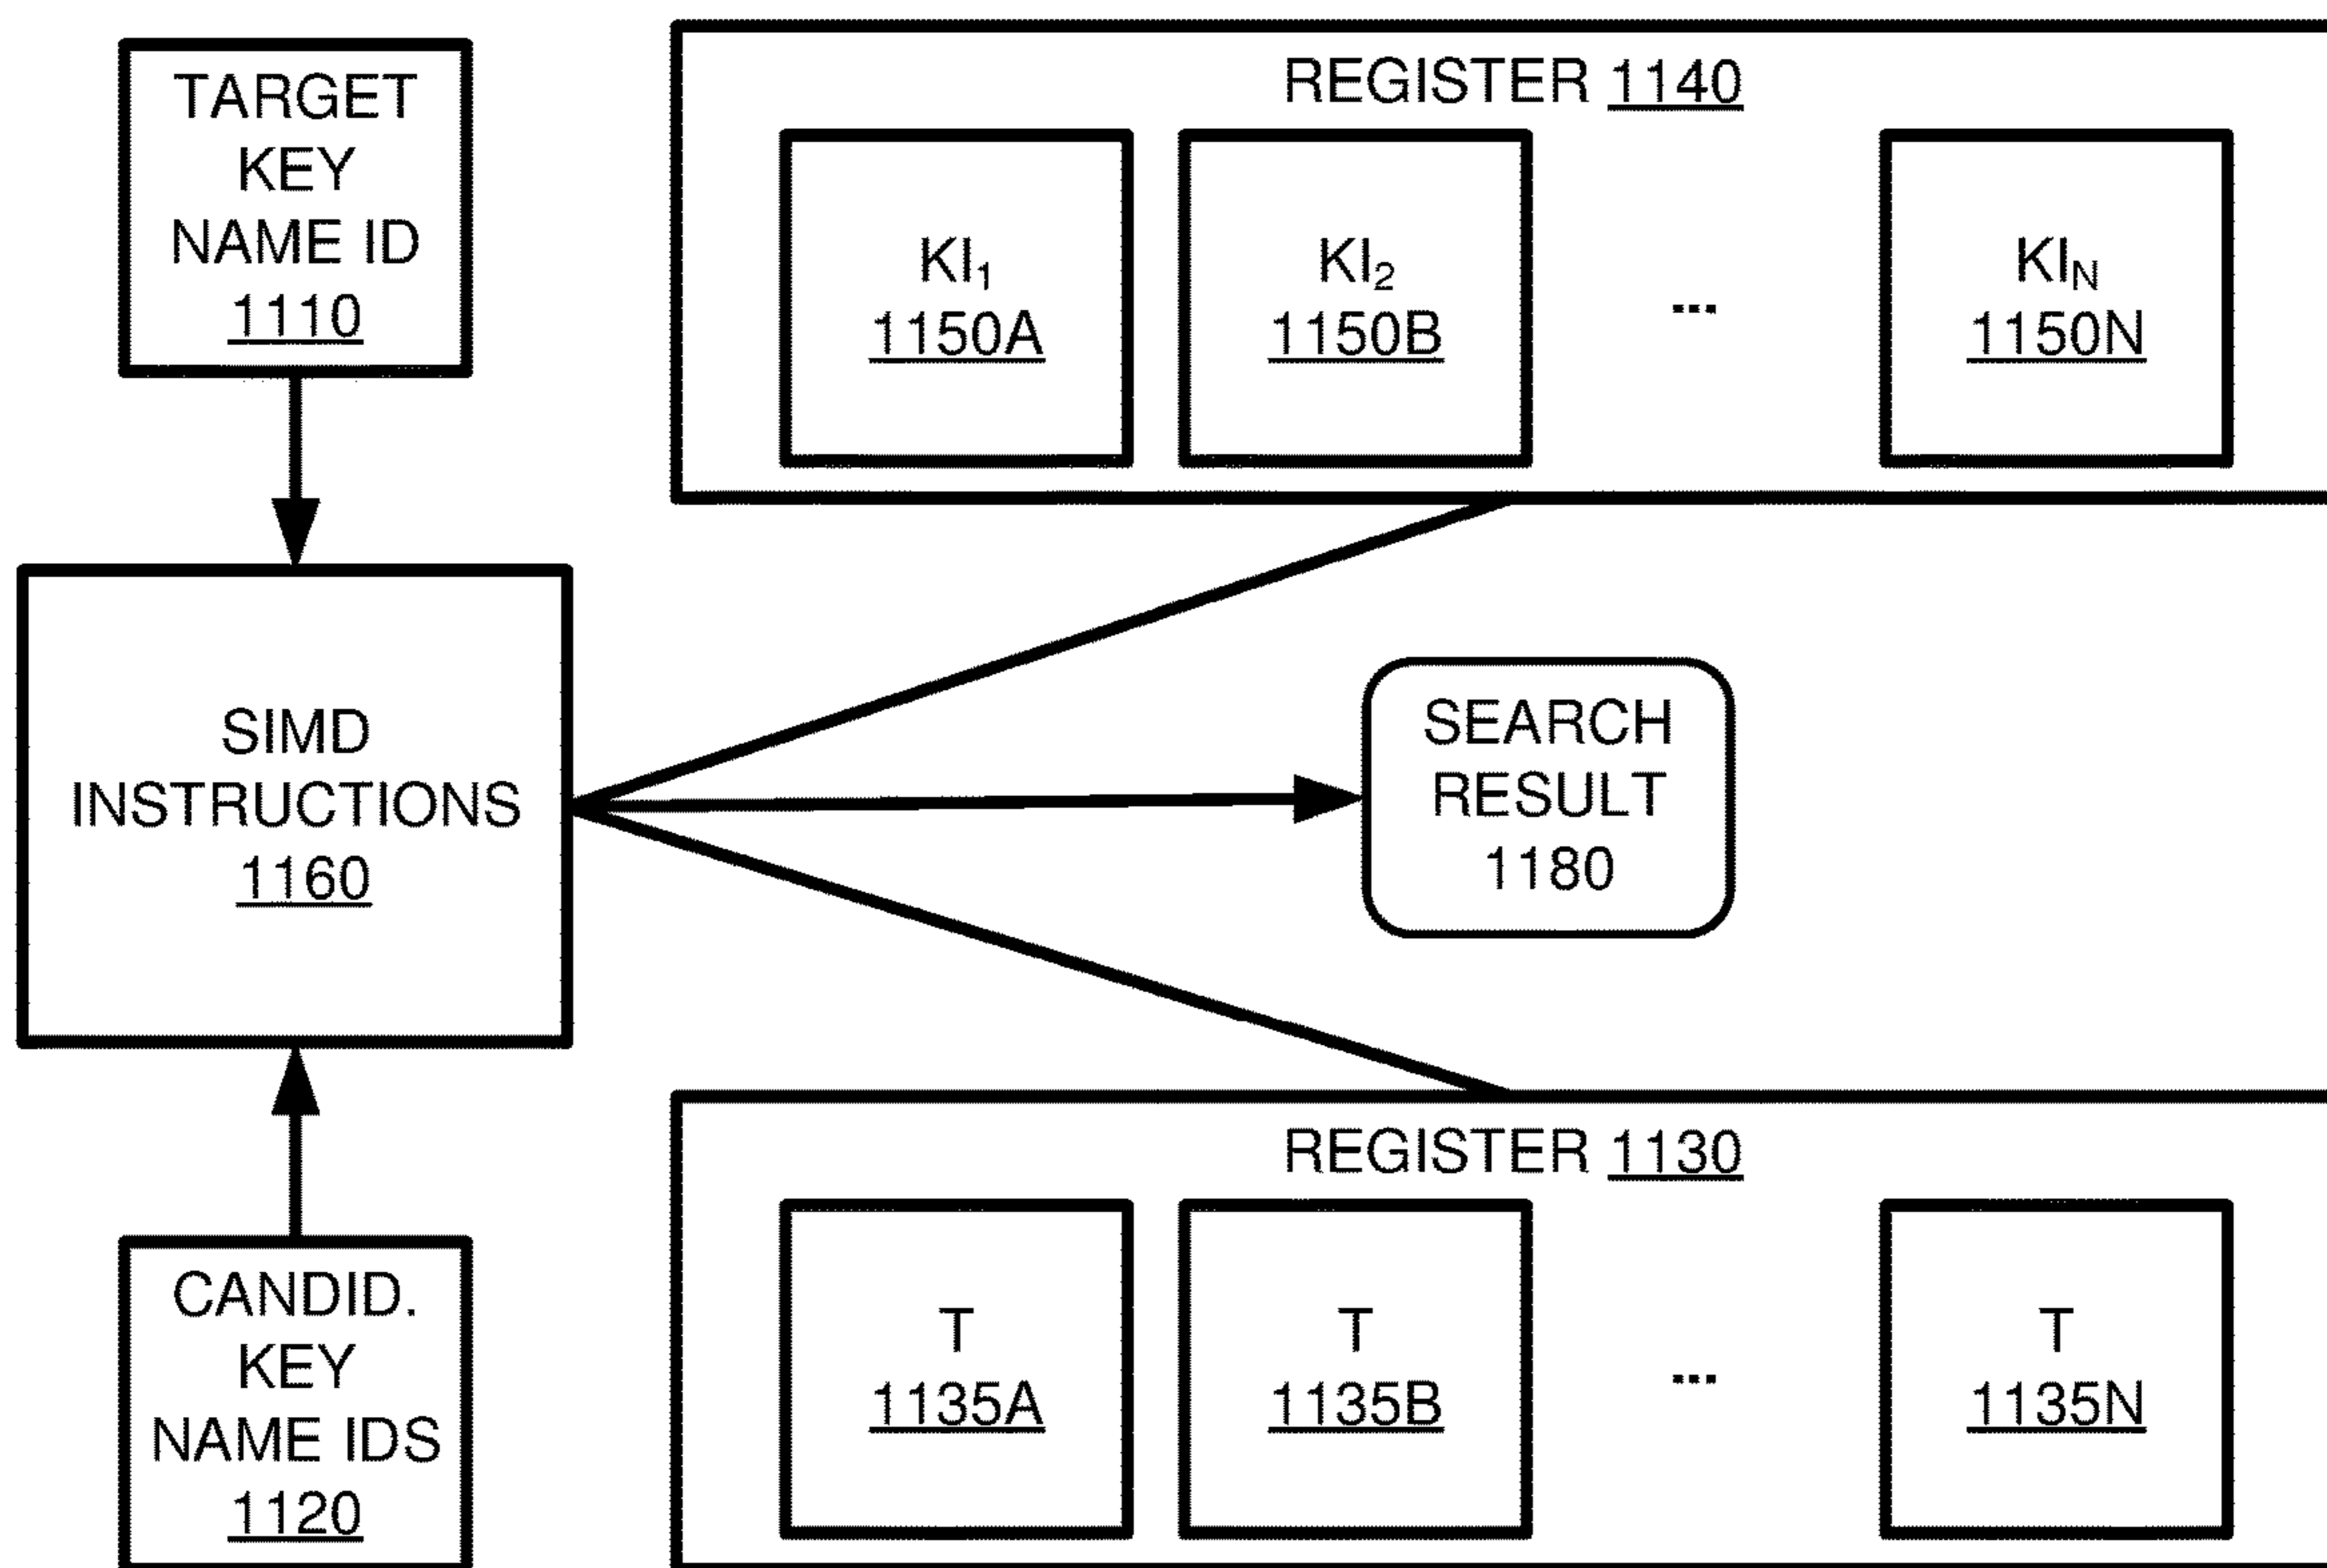 TARGET
KEY
NAME ID
1110
REGISTER 1140
KI₁
1150A
KI₂
1150B
...
KI_N
1150N
SIMD
INSTRUCTIONS
1160
SEARCH
RESULT
1180
CANDID.
KEY
NAME IDS
1120
REGISTER 1130
T
1135A
T
1135B
...
T
1135N